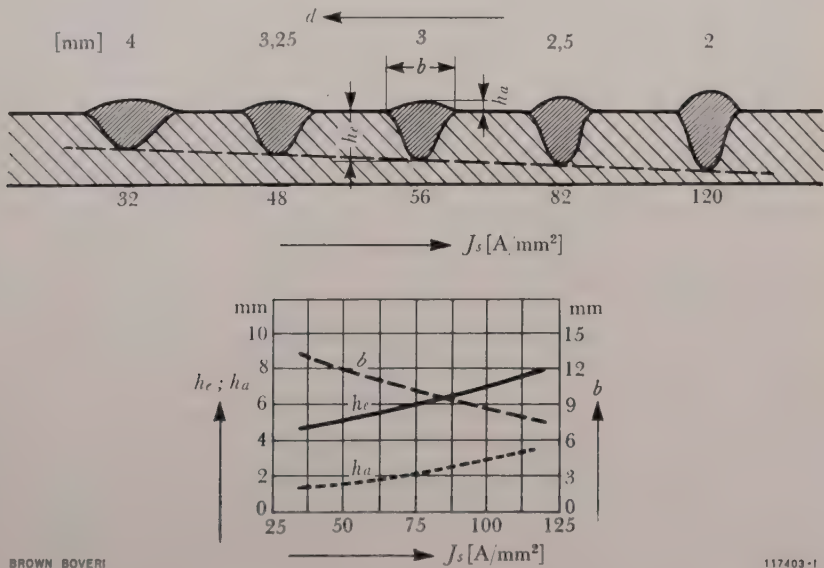 d
[mm] 4 3,25 3 2,5 2
b
ha
he
32 48 56 82 120
Js [A/mm²]
mm mm
10 15
8 12
6 9
4 6
2 3
0 0
he ; ha
b
b
he
ha
25 50 75 100 125
Js [A/mm²]
BROWN BOVERI 117403-I